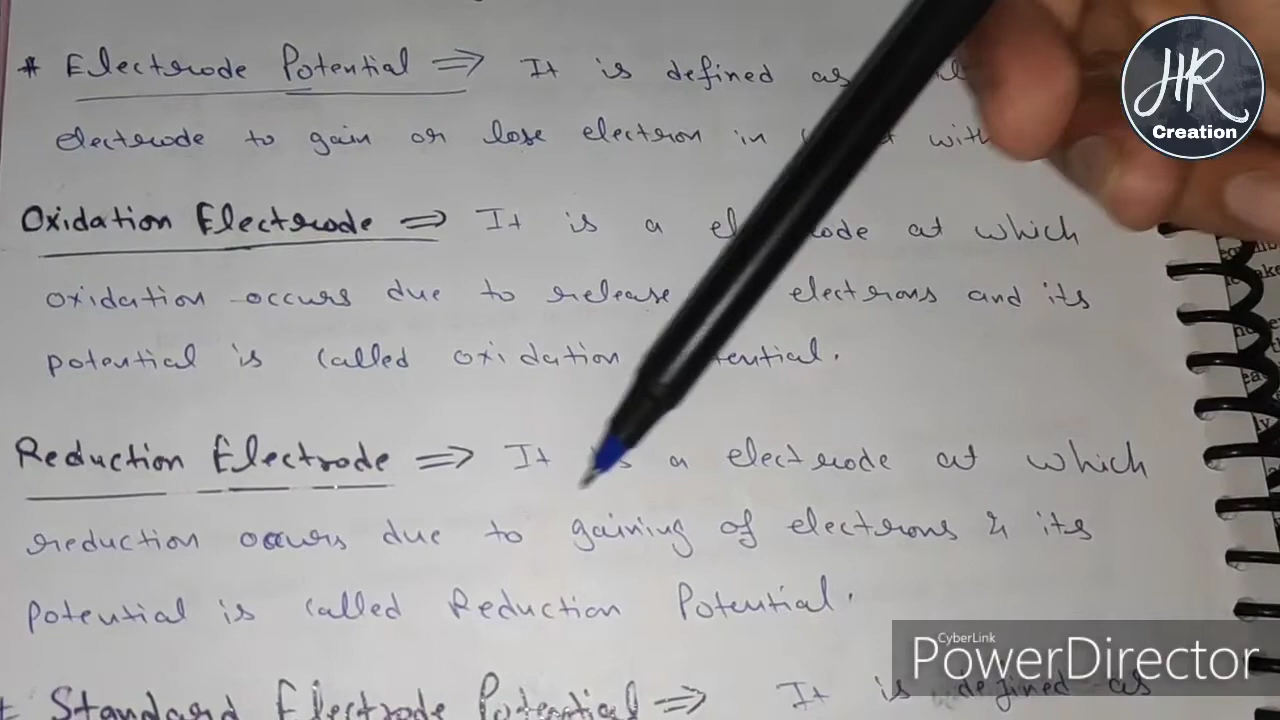 * Electrode Potential ⇒ It is defined as
electrode to gain or lose electron in with
Oxidation Electrode ⇒ It is a at which
oxidation occurs due to release electrons and its
potential is called oxidation
Reduction Electrode ⇒ It is a electrode at which
reduction occurs due to gaining of electrons & its
potential is called Reduction Potential.
Standard Electrode Potential ⇒ It is defined as
HR
Creation
CyberLink
PowerDirector